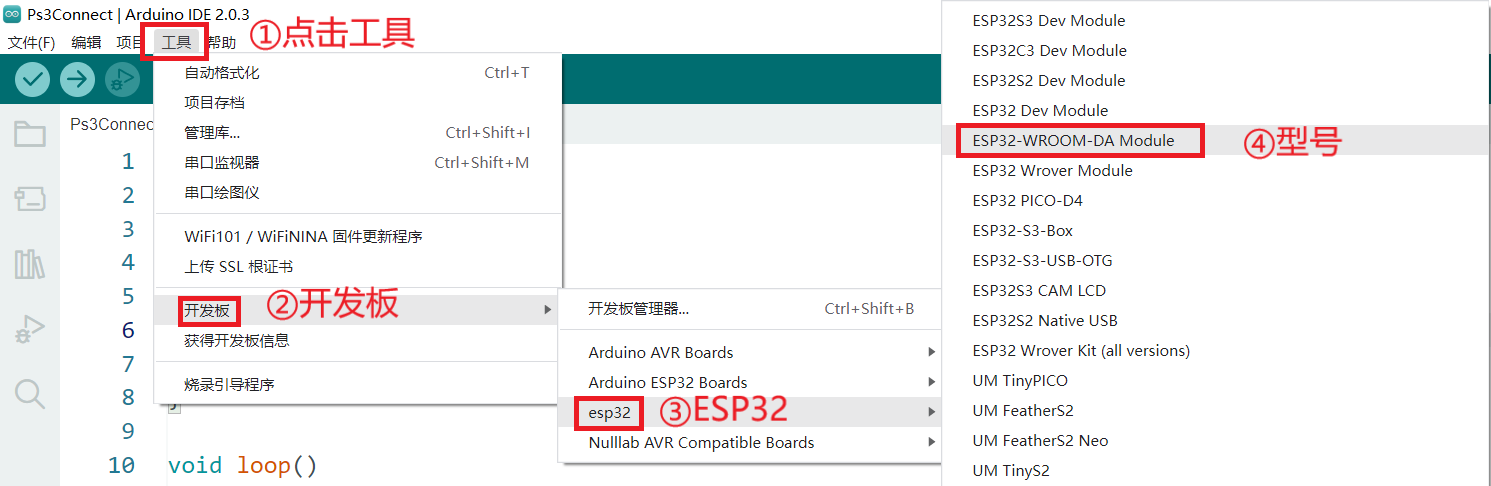 Ps3Connect | Arduino IDE 2.0.3
文件(F) 编辑 项目 工具 帮助
①点击工具
自动格式化 Ctrl+T
项目存档
管理库... Ctrl+Shift+I
串口监视器 Ctrl+Shift+M
串口绘图仪
WiFi101 / WiFiNINA 固件更新程序
上传 SSL 根证书
开发板
②开发板
获得开发板信息
烧录引导程序
Ps3Connec
1
2
3
4
5
6
7
8
9
10 void loop()
}
开发板管理器... Ctrl+Shift+B
Arduino AVR Boards
Arduino ESP32 Boards
esp32
③ESP32
Nulllab AVR Compatible Boards
ESP32S3 Dev Module
ESP32C3 Dev Module
ESP32S2 Dev Module
ESP32 Dev Module
ESP32-WROOM-DA Module
④型号
ESP32 Wrover Module
ESP32 PICO-D4
ESP32-S3-Box
ESP32-S3-USB-OTG
ESP32S3 CAM LCD
ESP32S2 Native USB
ESP32 Wrover Kit (all versions)
UM TinyPICO
UM FeatherS2
UM FeatherS2 Neo
UM TinyS2